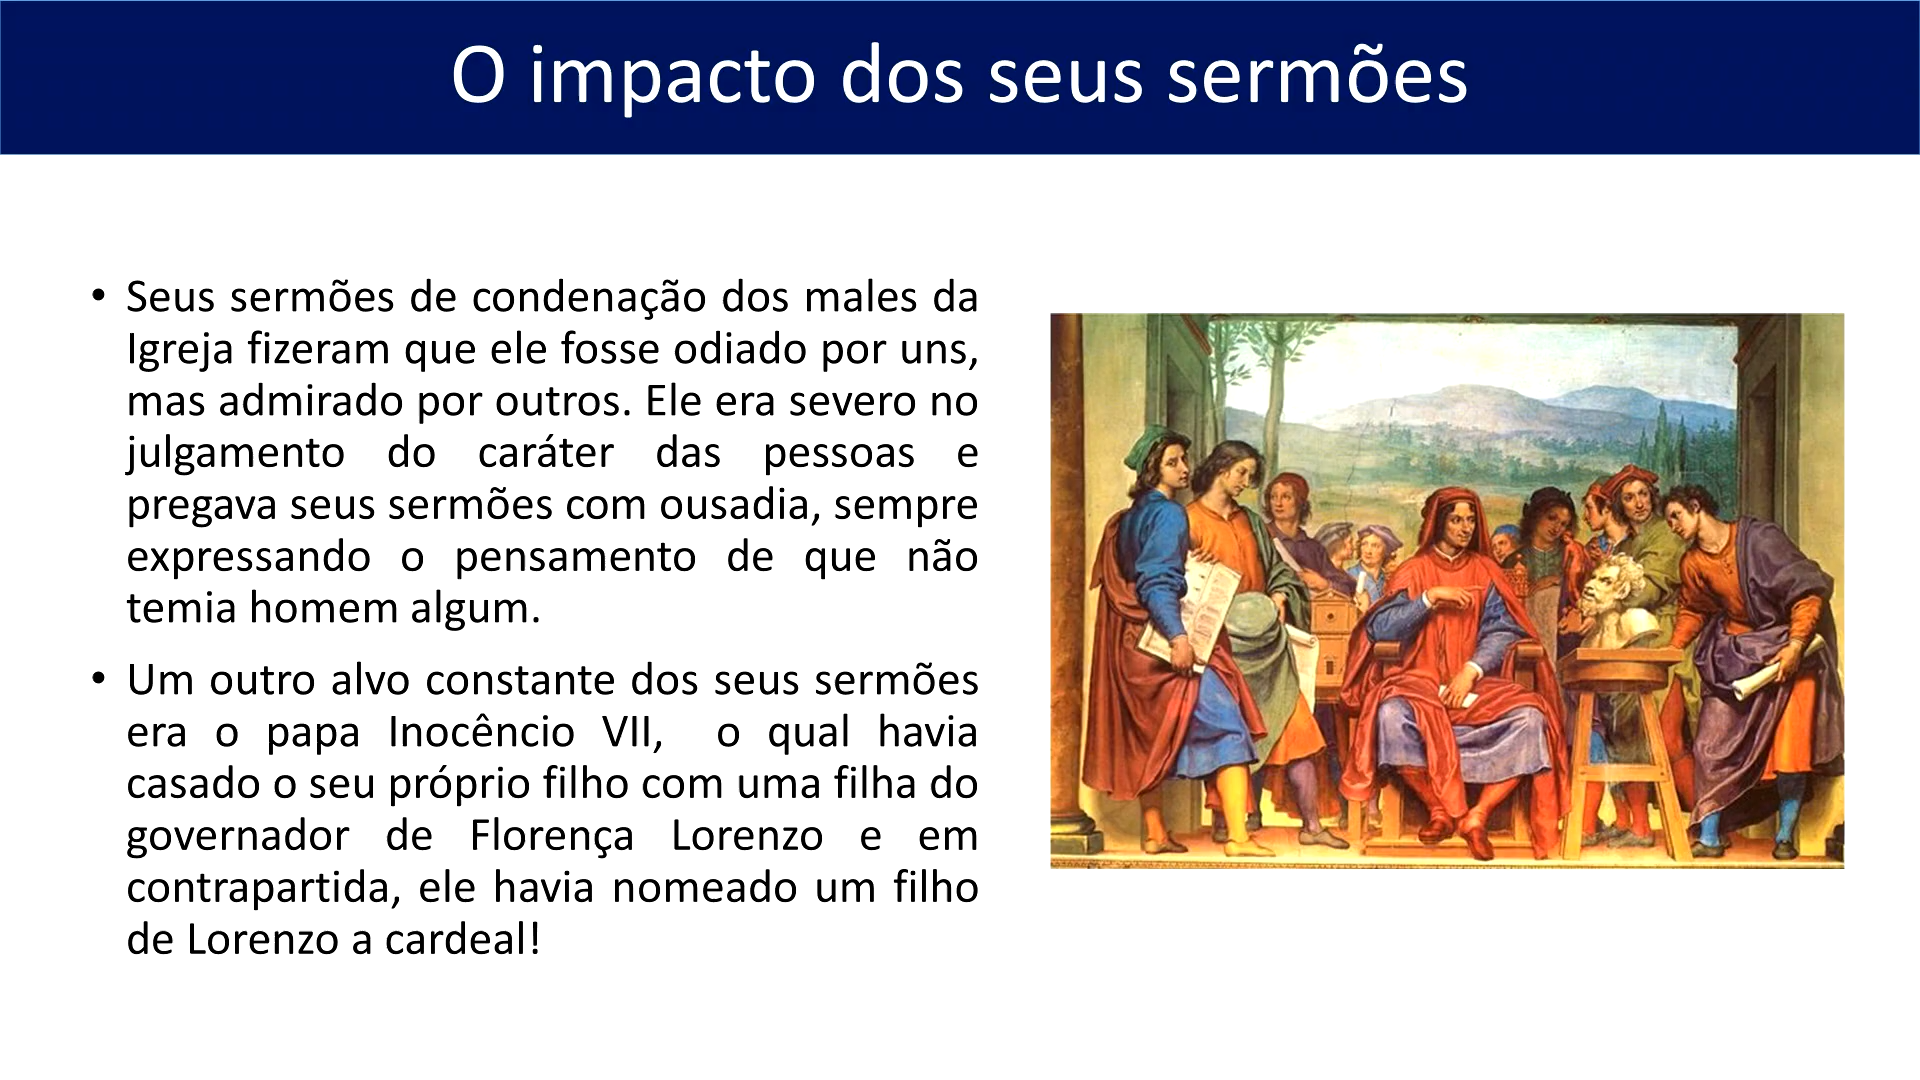 O impacto dos seus sermões
• Seus sermões de condenação dos males da
Igreja fizeram que ele fosse odiado por uns,
mas admirado por outros. Ele era severo no
julgamento do caráter das pessoas e
pregava seus sermões com ousadia, sempre
expressando o pensamento de que não
temia homem algum.
• Um outro alvo constante dos seus sermões
era o papa Inocêncio VII, o qual havia
casado o seu próprio filho com uma filha do
governador de Florença Lorenzo e em
contrapartida, ele havia nomeado um filho
de Lorenzo a cardeal!